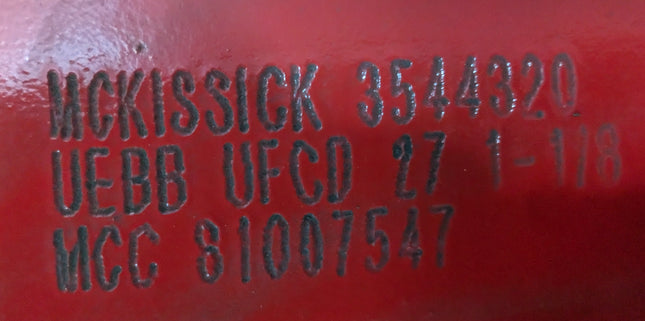 MCKISSICK 3544320
UEBB UFCD 27 1-1/8
MCC 81007547